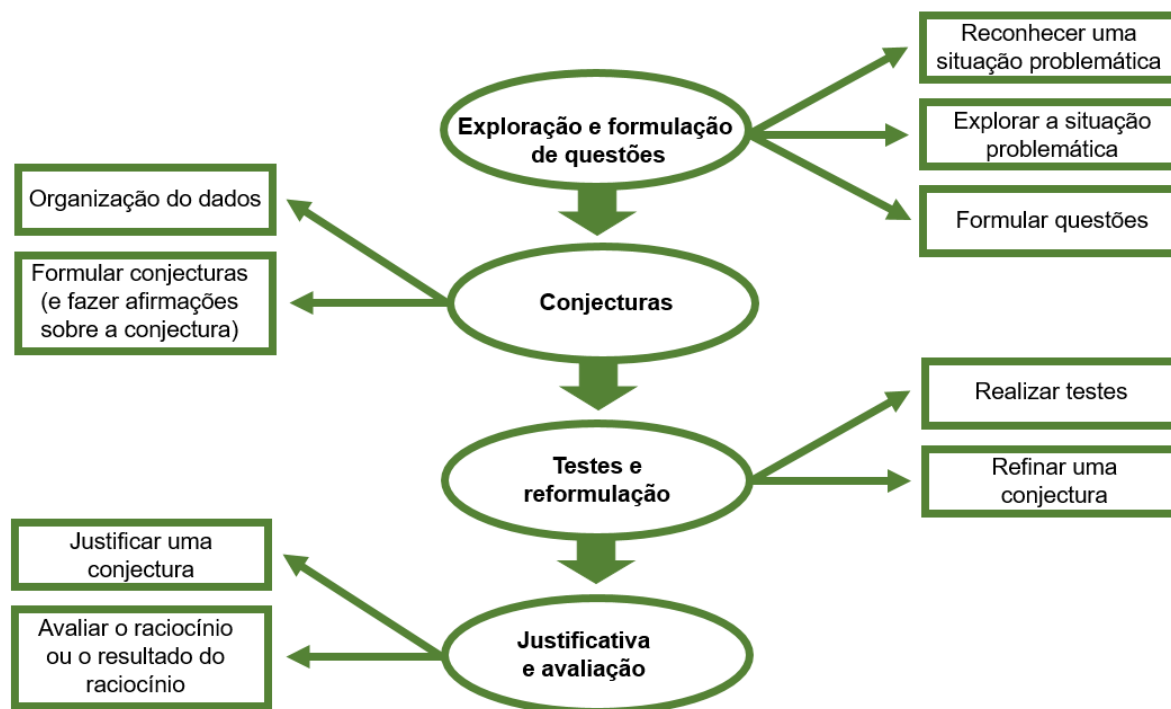 Exploração e formulação
de questões
Reconhecer uma
situação problemática
Explorar a situação
problemática
Formular questões
Conjecturas
Organização do dados
Formular conjecturas
(e fazer afirmações
sobre a conjectura)
Testes e
reformulação
Realizar testes
Refinar uma
conjectura
Justificativa
e avaliação
Justificar uma
conjectura
Avaliar o raciocínio
ou o resultado do
raciocínio